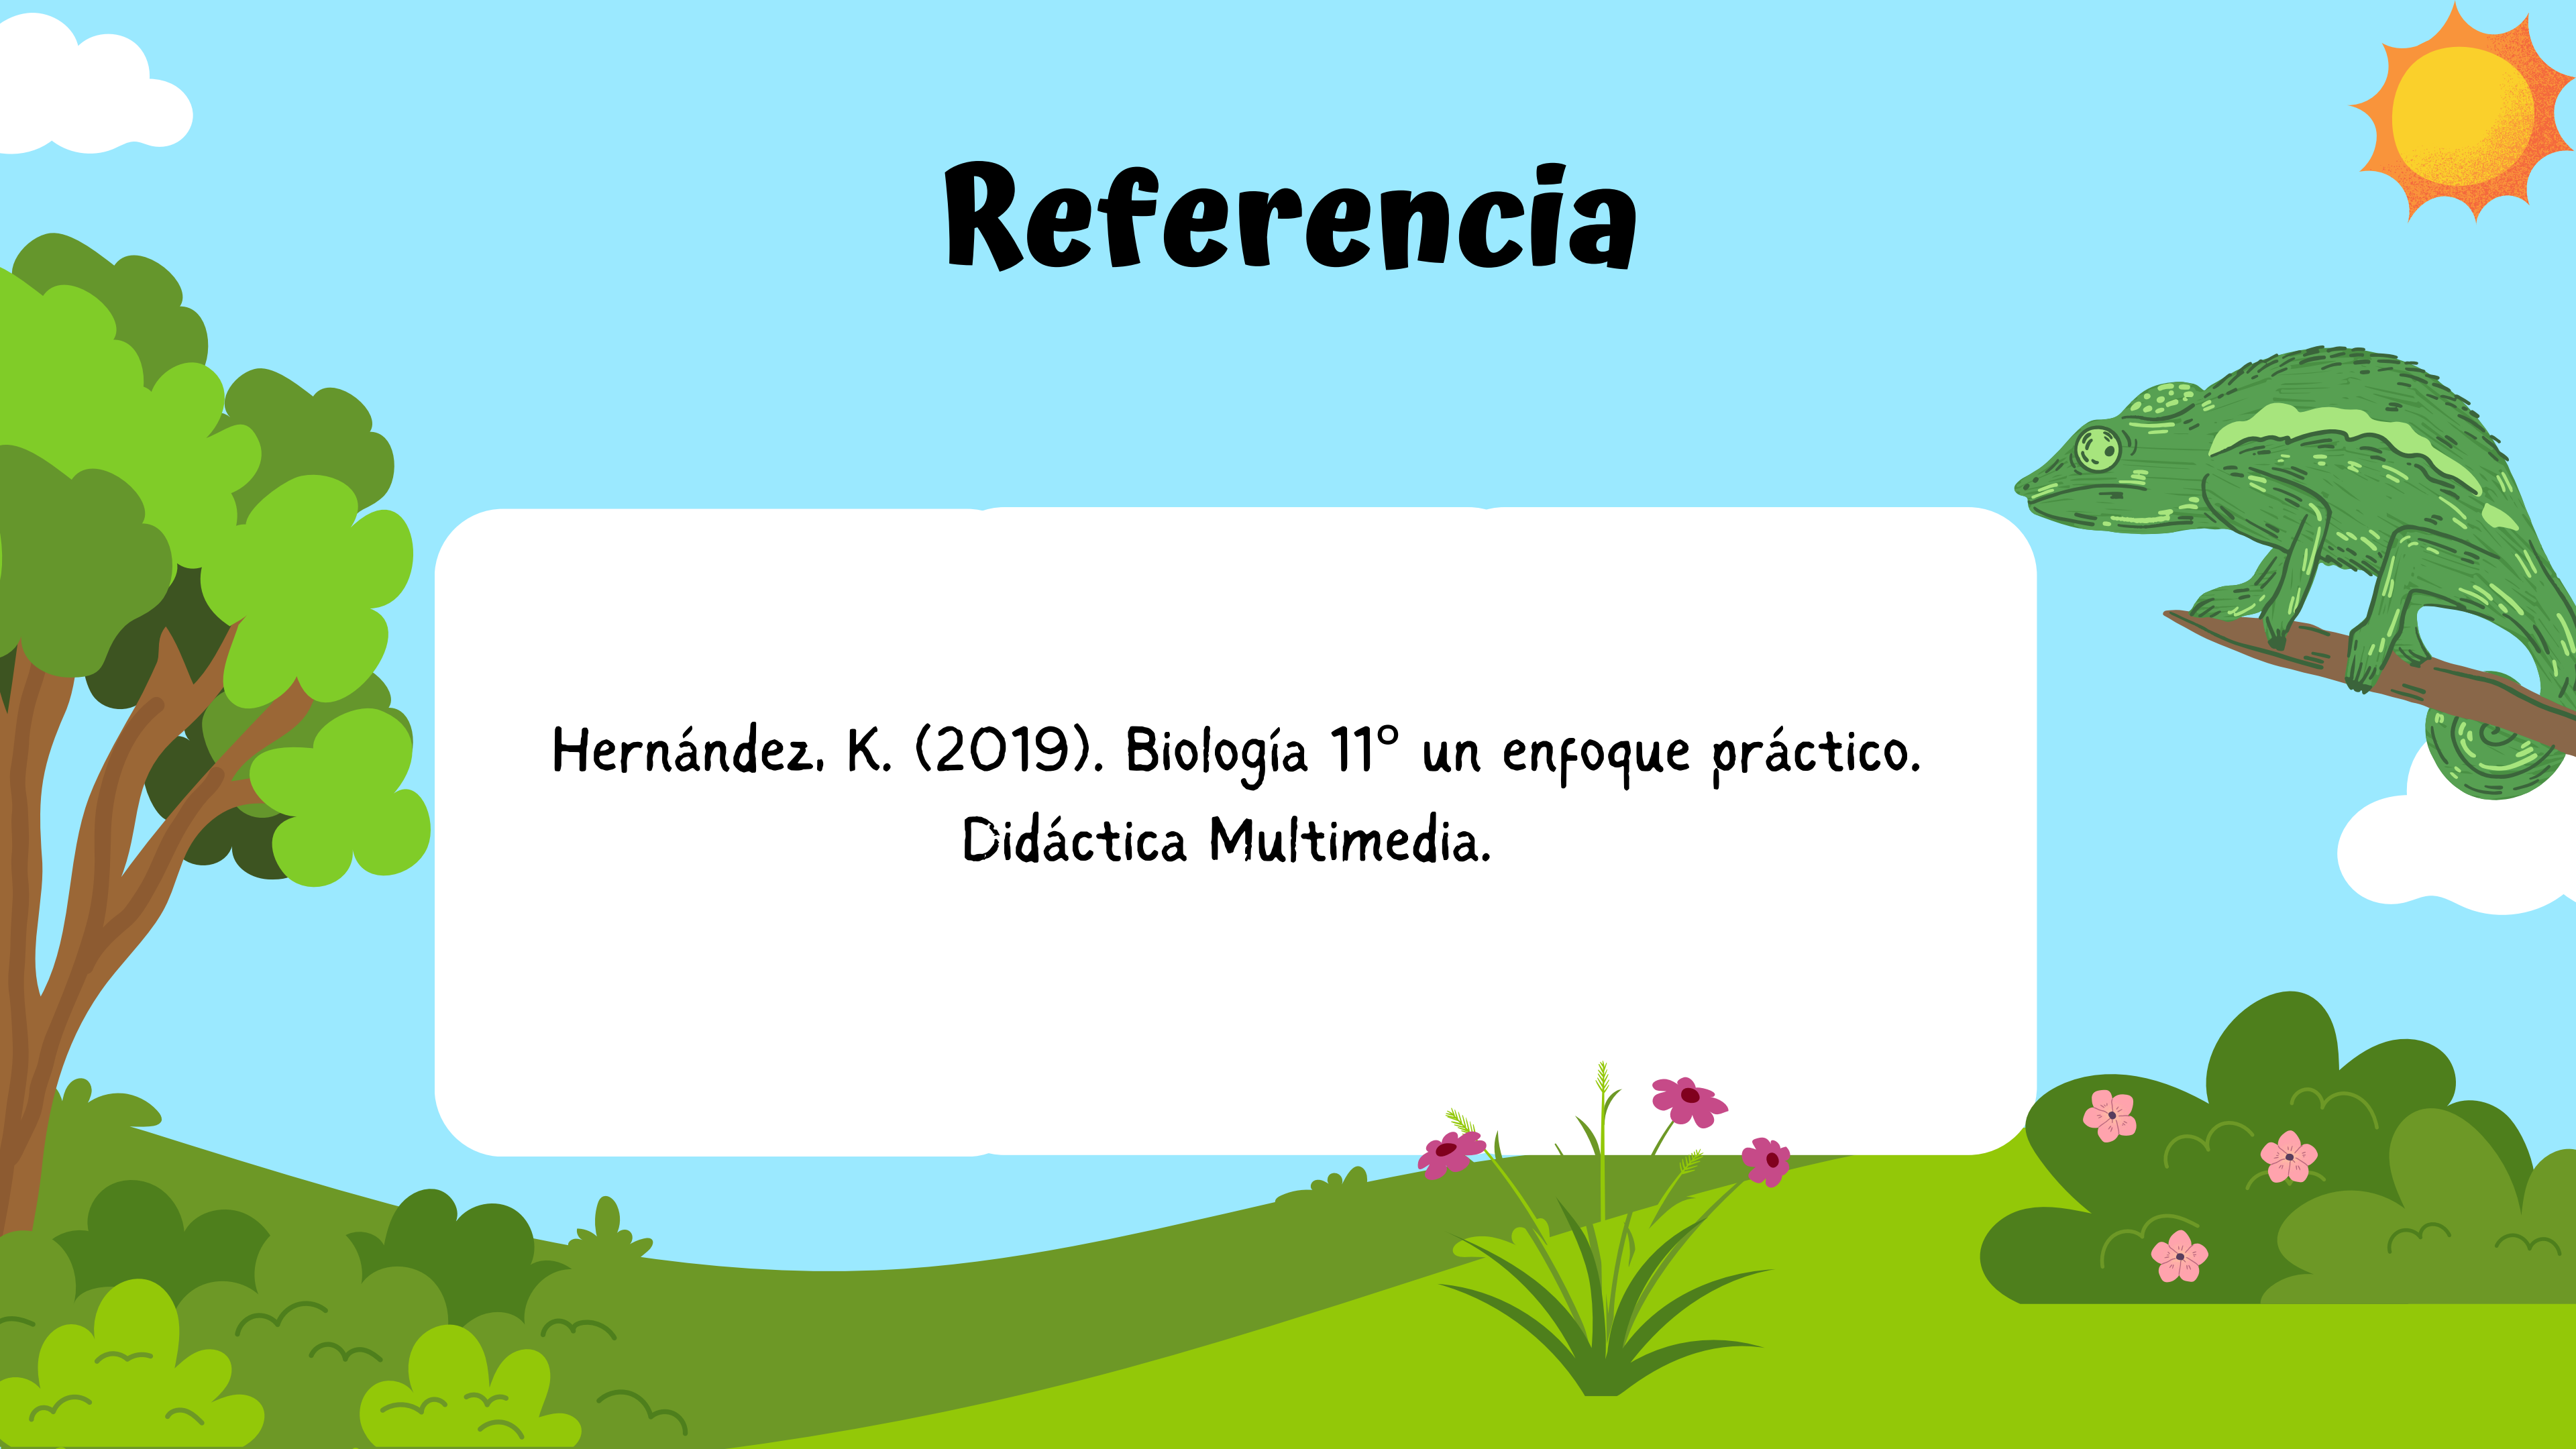 Referencia
Hernández, K. (2019). Biología 11° un enfoque práctico.
Didáctica Multimedia.